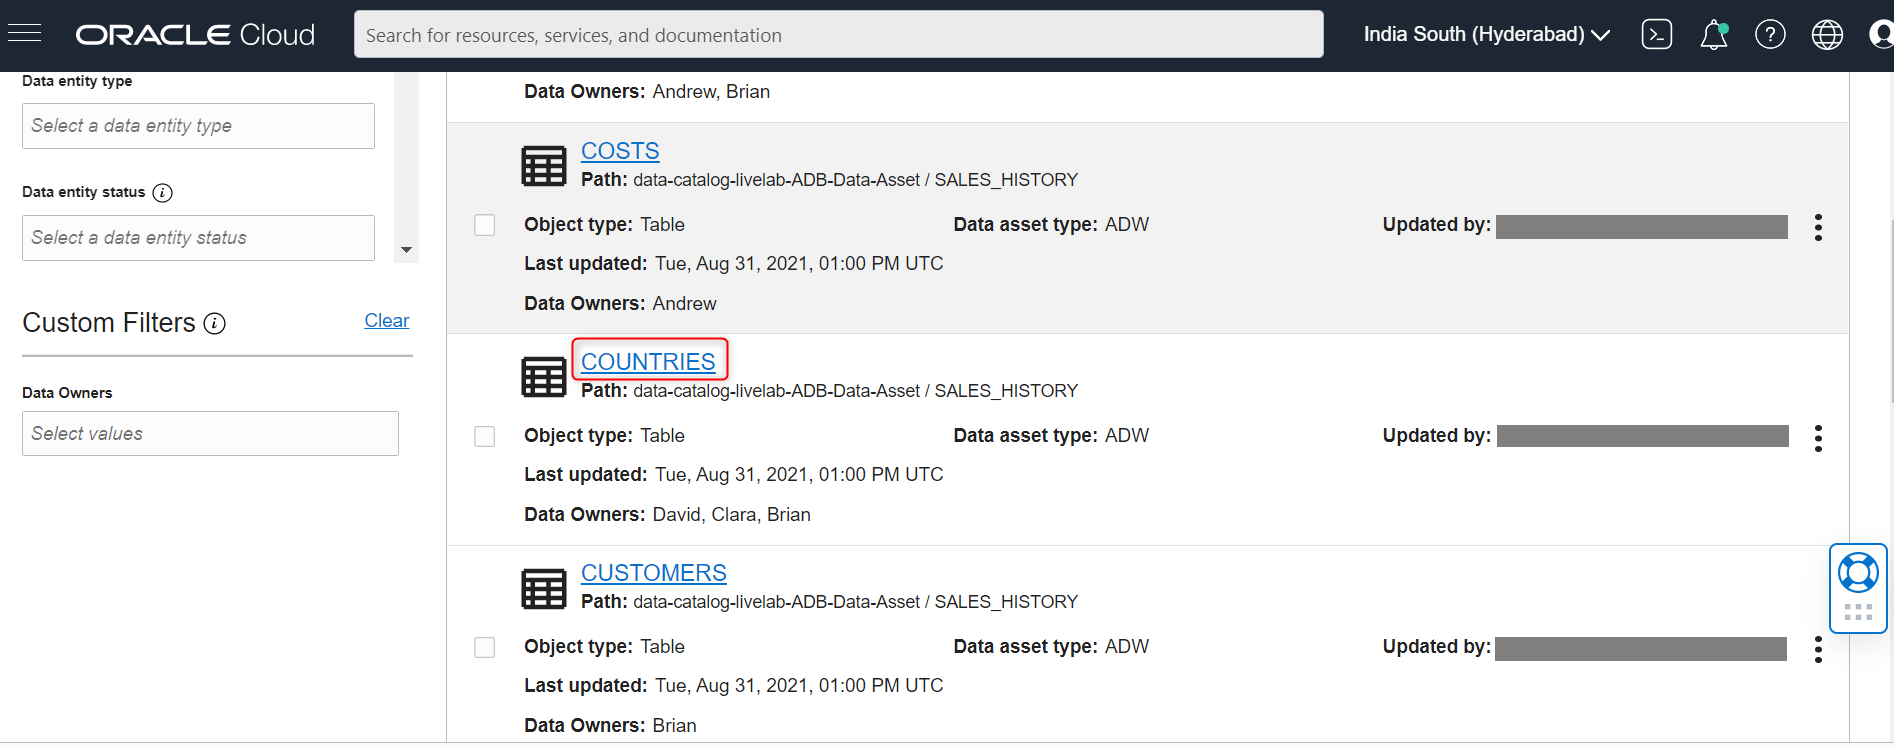 ORACLE Cloud
Search for resources, services, and documentation
India South (Hyderabad)
Data entity type
Select a data entity type
Data entity status
Select a data entity status
Custom Filters
Clear
Data Owners
Select values
Data Owners: Andrew, Brian
COSTS
Path: data-catalog-livelab-ADB-Data-Asset / SALES_HISTORY
Object type: Table Data asset type: ADW Updated by:
Last updated: Tue, Aug 31, 2021, 01:00 PM UTC
Data Owners: Andrew
COUNTRIES
Path: data-catalog-livelab-ADB-Data-Asset / SALES_HISTORY
Object type: Table Data asset type: ADW Updated by:
Last updated: Tue, Aug 31, 2021, 01:00 PM UTC
Data Owners: David, Clara, Brian
CUSTOMERS
Path: data-catalog-livelab-ADB-Data-Asset / SALES_HISTORY
Object type: Table Data asset type: ADW Updated by:
Last updated: Tue, Aug 31, 2021, 01:00 PM UTC
Data Owners: Brian